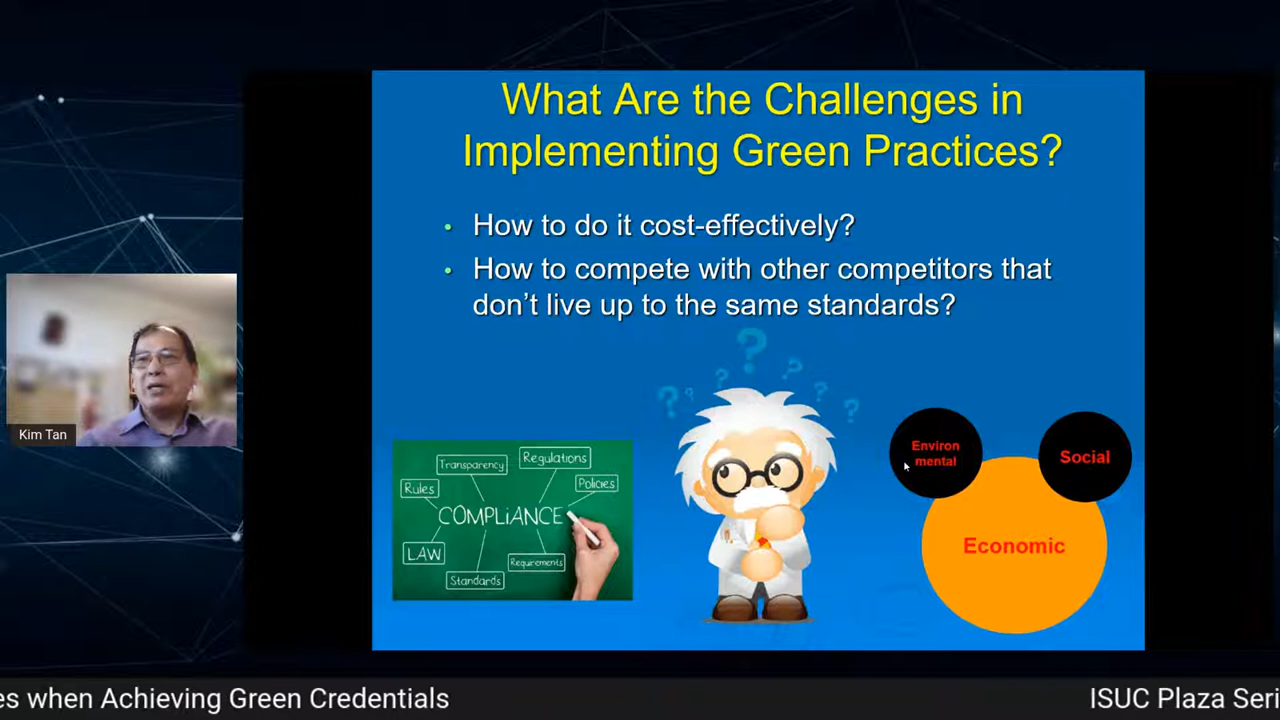 What Are the Challenges in
Implementing Green Practices?
• How to do it cost-effectively?
• How to compete with other competitors that
don't live up to the same standards?
Kim Tan
Transparency
Regulations
Rules
Policies
COMPLiANCE
LAW
Requirements
Standards
? ? ? ? ? ? ?
Environ
mental
Social
Economic
es when Achieving Green Credentials
ISUC Plaza Seri